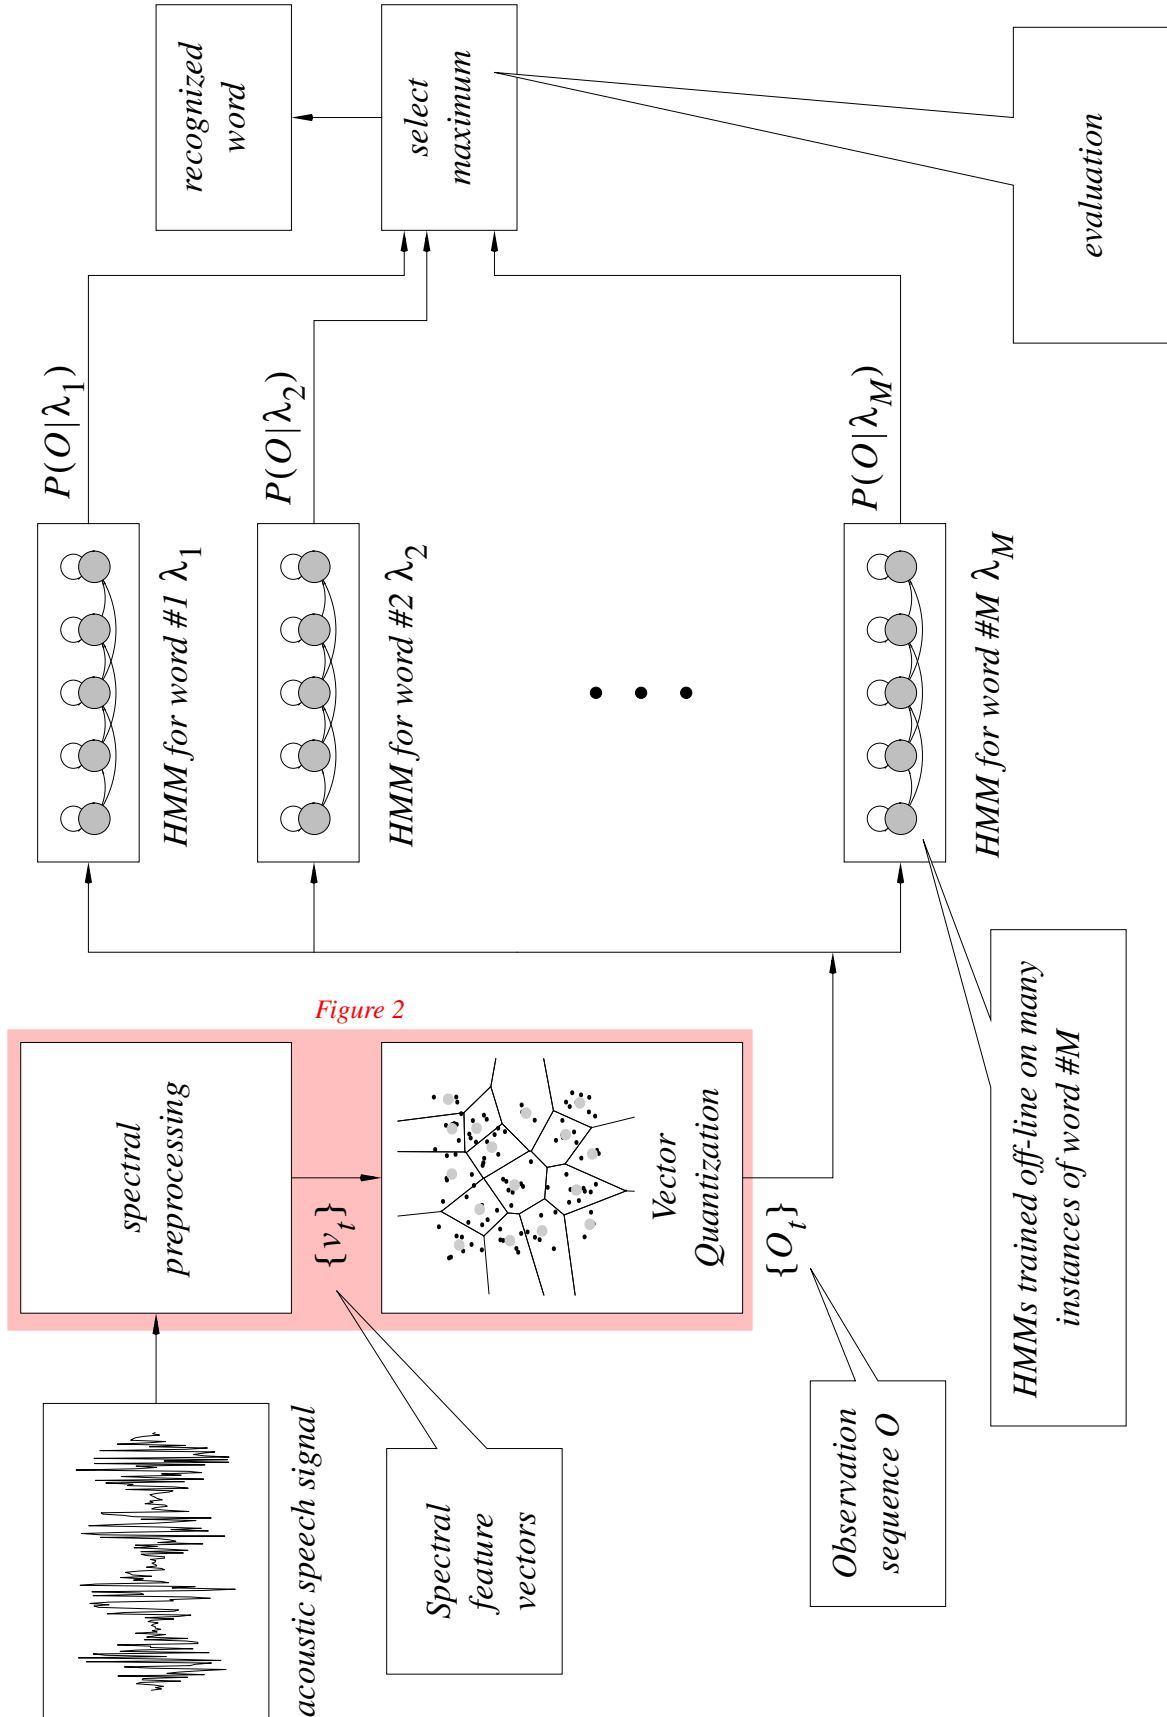 acoustic speech signal
spectral
preprocessing
Figure 2
{v_t}
Spectral
feature
vectors
Vector
Quantization
{O_t}
Observation
sequence O
HMM for word #1 λ_1
P(O|λ_1)
HMM for word #2 λ_2
P(O|λ_2)
HMM for word #M λ_M
P(O|λ_M)
HMMs trained off-line on many
instances of word #M
select
maximum
recognized
word
evaluation